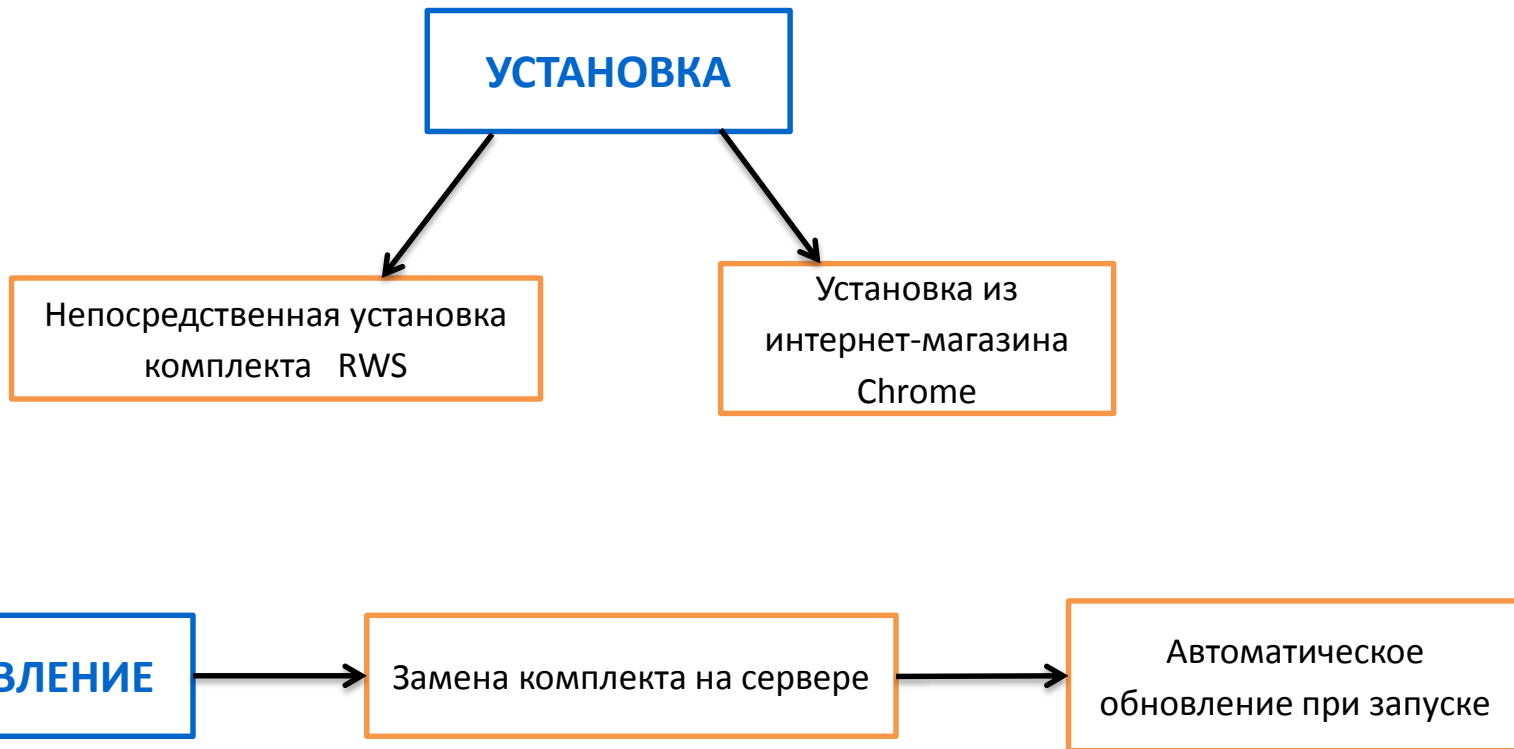 УСТАНОВКА
Непосредственная установка
комплекта RWS
Установка из
интернет-магазина
Chrome
ВЛЕНИЕ
Замена комплекта на сервере
Автоматическое
обновление при запуске